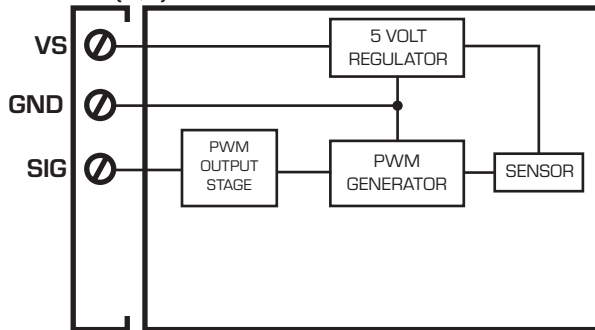 VS
5 VOLT
REGULATOR
GND
SIG
PWM
OUTPUT
STAGE
PWM
GENERATOR
SENSOR